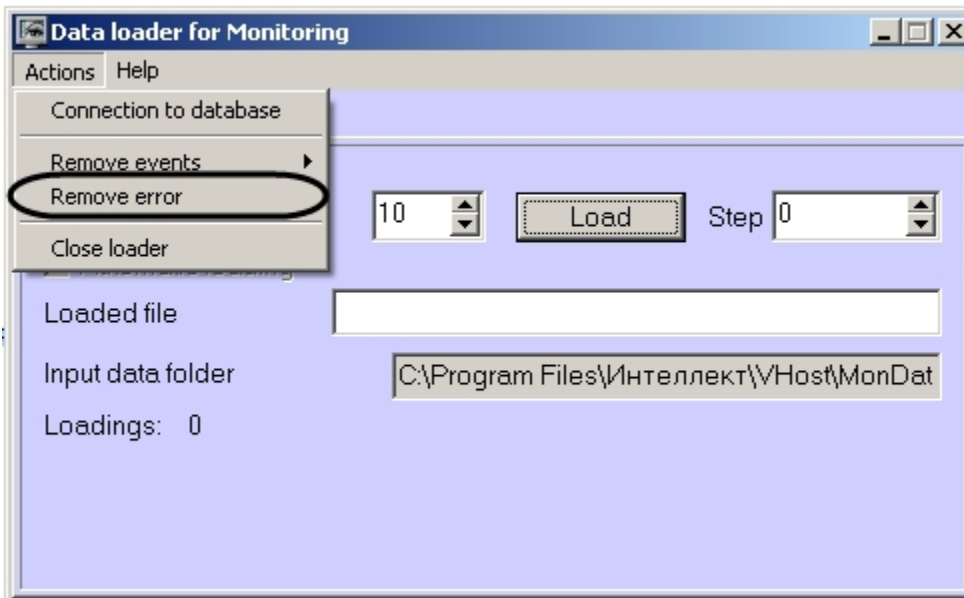 Data loader for Monitoring
Actions Help
Connection to database
Remove events
Remove error
Close loader
10 Load Step 0
Loaded file
Input data folder C:\Program Files\Интеллект\VHost\MonDat
Loadings: 0